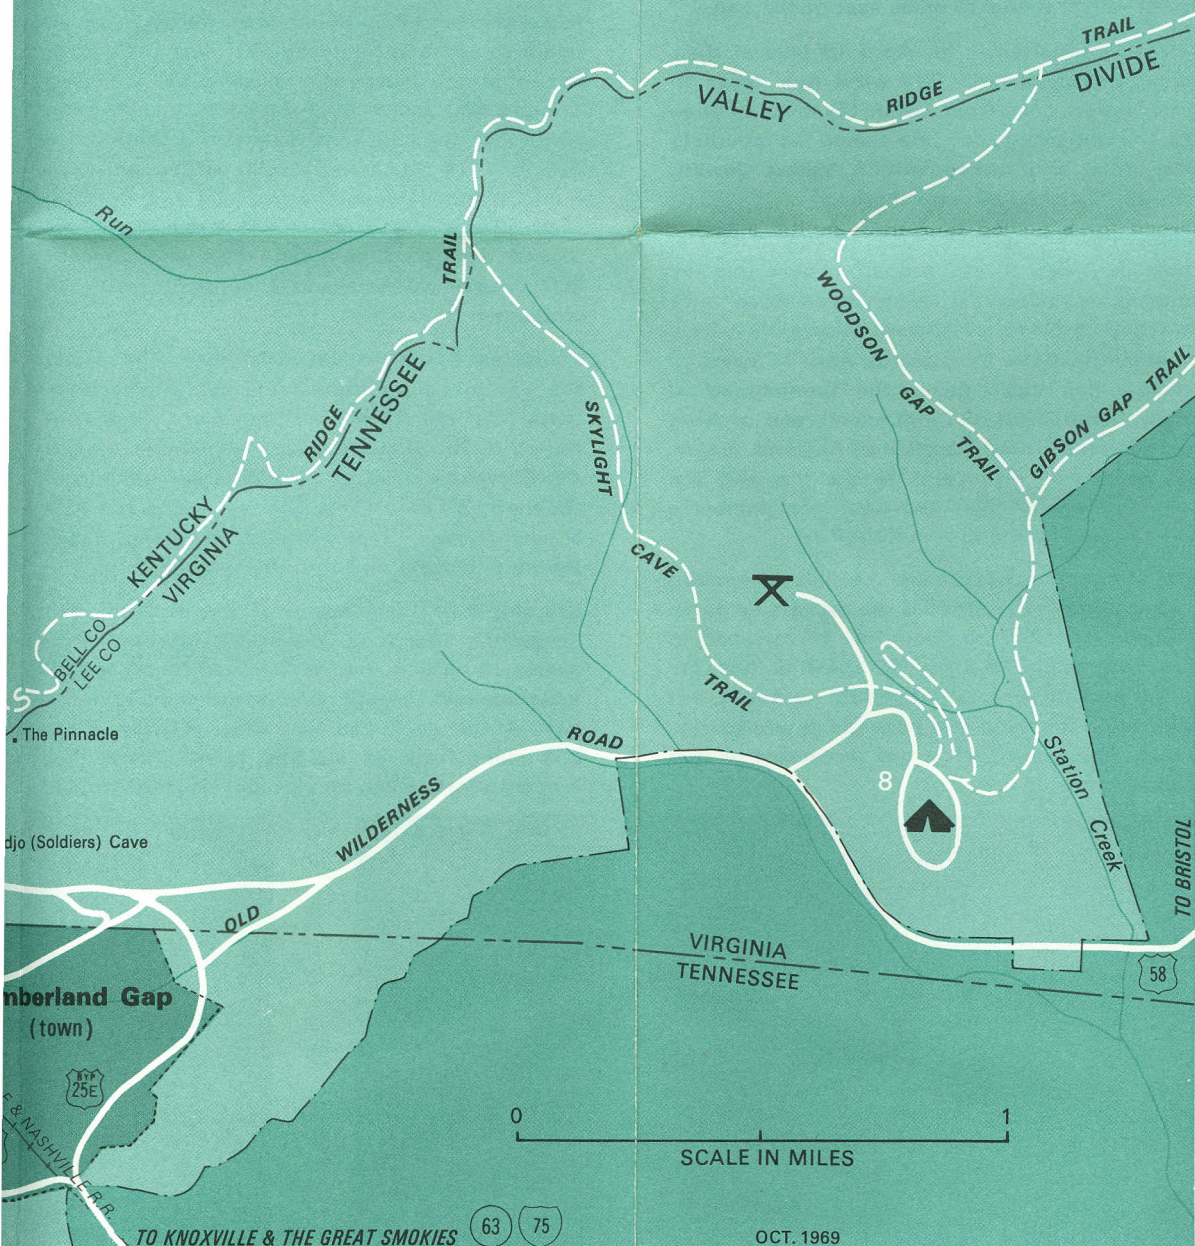 TRAIL
DIVIDE
RIDGE
VALLEY
Run
TRAIL
WOODSON
GAP
TRAIL
GIBSON GAP TRAIL
RIDGE
TENNESSEE
SKYLIGHT
CAVE
TRAIL
KENTUCKY
VIRGINIA
BELL CO
LEE CO
S
The Pinnacle
ROAD
WILDERNESS
OLD
8
Station
Creek
TO BRISTOL
djo (Soldiers) Cave
VIRGINIA
TENNESSEE
58
mberland Gap
(town)
BYP
25E
E & NASHVILLE R.R.
0 1
SCALE IN MILES
TO KNOXVILLE & THE GREAT SMOKIES 63 75
OCT. 1969